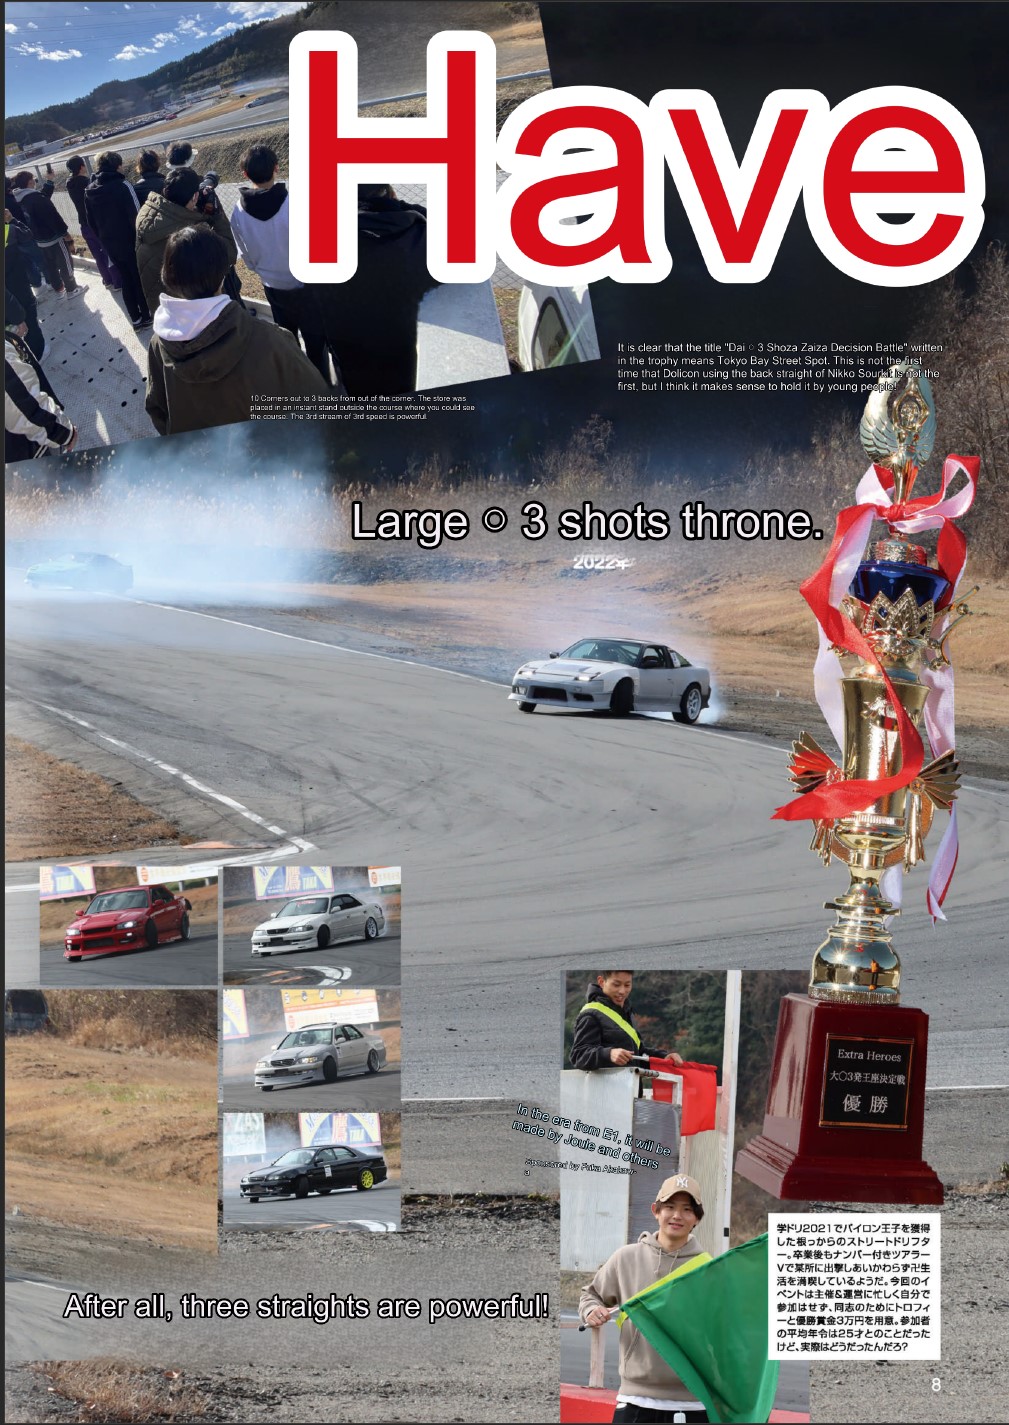 Have
It is clear that the title "Dai ○ 3 Shoza Zaiza Decision Battle" written
in the trophy means Tokyo Bay Street Spot. This is not the first
time that Dolicon using the back straight of Nikko Sourkit is not the
first, but I think it makes sense to hold it by young people!
10 Corners out to 3 backs from out of the corner. The store was
placed in an instant stand outside the course where you could see
the course. The 3rd stream of 3rd speed is powerful
Large ○ 3 shots throne.
2022年
Extra Heroes
大○3発王座決定戦
優勝
In the era from E1, it will be
made by Joule and others
Sponsored by
NY
学ドリ2021でパイロン王子を獲得
した根っからのストリートドリフタ
ー。卒業後もナンバー付きツアラー
Vで某所に出撃しあいかわらず卍生
活を満喫しているようだ。今回のイ
ベントは主催&運営に忙しく自分で
参加はせず、同志のためにトロフィ
ーと優勝賞金3万円を用意。参加者
の平均年令は25才とのことだった
けど、実際はどうだったんだろ?
After all, three straights are powerful!
8